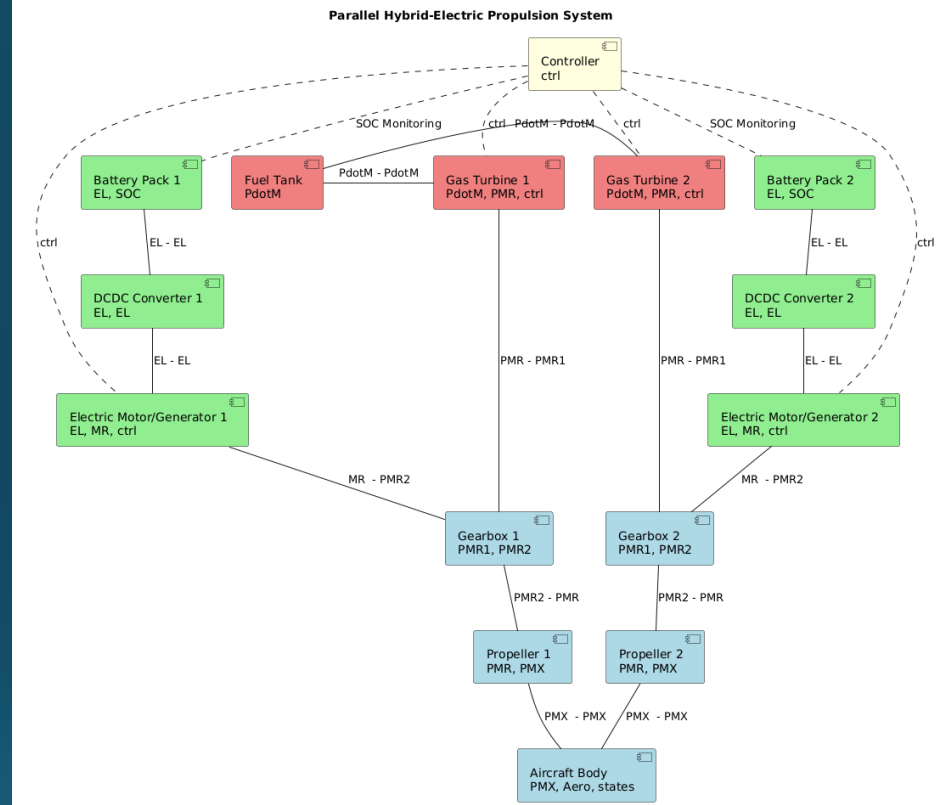 Parallel Hybrid-Electric Propulsion System
Controller
ctrl
SOC Monitoring
ctrl
PdotM - PdotM
ctrl
SOC Monitoring
Battery Pack 1
EL, SOC
Fuel Tank
PdotM
PdotM - PdotM
Gas Turbine 1
PdotM, PMR, ctrl
Gas Turbine 2
PdotM, PMR, ctrl
Battery Pack 2
EL, SOC
ctrl
EL - EL
EL - EL
ctrl
DCDC Converter 1
EL, EL
DCDC Converter 2
EL, EL
EL - EL
PMR - PMR1
PMR - PMR1
EL - EL
Electric Motor/Generator 1
EL, MR, ctrl
Electric Motor/Generator 2
EL, MR, ctrl
MR - PMR2
MR - PMR2
Gearbox 1
PMR1, PMR2
Gearbox 2
PMR1, PMR2
PMR2 - PMR
PMR2 - PMR
Propeller 1
PMR, PMX
Propeller 2
PMR, PMX
PMX - PMX
PMX - PMX
Aircraft Body
PMX, Aero, states